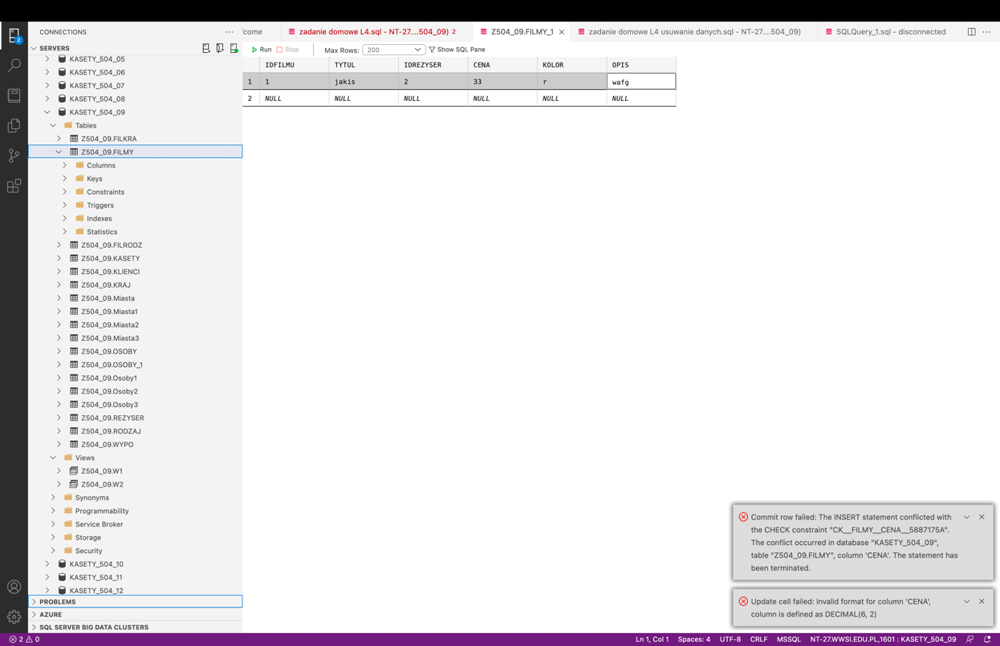 CONNECTIONS
···
SERVERS
KASETY_504_05
KASETY_504_06
KASETY_504_07
KASETY_504_08
KASETY_504_09
Tables
Z504_09.FILKRA
Z504_09.FILMY
Columns
Keys
Constraints
Triggers
Indexes
Statistics
Z504_09.FILRODZ
Z504_09.KASETY
Z504_09.KLIENCI
Z504_09.KRAJ
Z504_09.Miasta
Z504_09.Miasta1
Z504_09.Miasta2
Z504_09.Miasta3
Z504_09.OSOBY
Z504_09.OSOBY_1
Z504_09.Osoby1
Z504_09.Osoby2
Z504_09.Osoby3
Z504_09.REZYSER
Z504_09.RODZAJ
Z504_09.WYPO
Views
Z504_09.W1
Z504_09.W2
Synonyms
Programmability
Service Broker
Storage
Security
KASETY_504_10
KASETY_504_11
KASETY_504_12
PROBLEMS
AZURE
SQL SERVER BIG DATA CLUSTERS
2
lcome zadanie domowe L4.sql - NT-27....504_09) 2 Z504_09.FILMY_1 zadanie domowe L4 usuwanie danych.sql - NT-27....504_09) SQLQuery_1.sql - disconnected ···
Run Stop Max Rows: 200 Show SQL Pane
IDFILMU TYTUL IDREZYSER CENA KOLOR OPIS
1 1 jakis 2 33 r wafg
2 NULL NULL NULL NULL NULL NULL
Commit row failed: The INSERT statement conflicted with
the CHECK constraint "CK__FILMY__CENA__5887175A".
The conflict occurred in database "KASETY_504_09",
table "Z504_09.FILMY", column 'CENA'. The statement has
been terminated.
Update cell failed: Invalid format for column 'CENA',
column is defined as DECIMAL(6, 2)
2 0 Ln 1, Col 1 Spaces: 4 UTF-8 CRLF MSSQL NT-27.WWSI.EDU.PL,1601 : KASETY_504_09